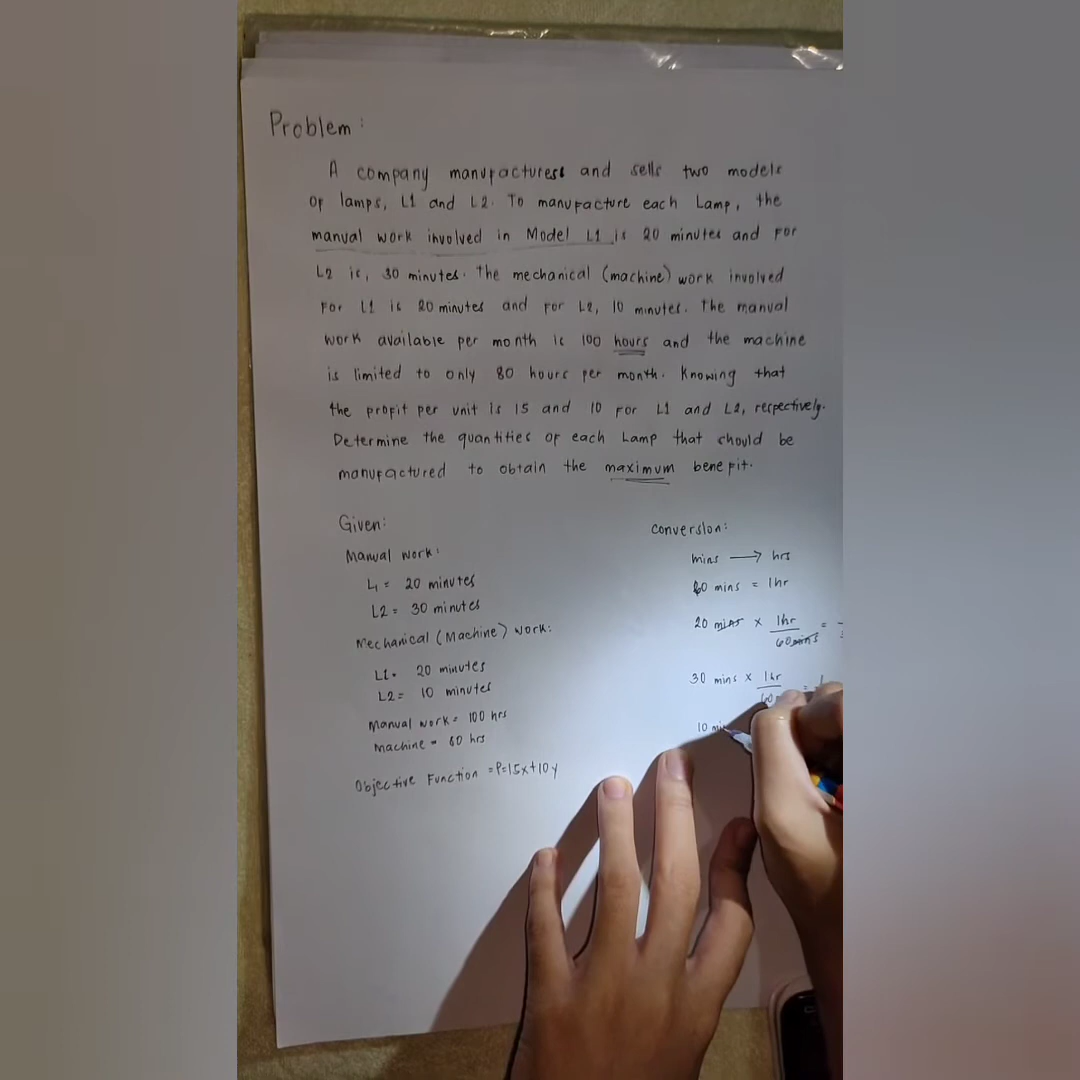 Problem:
A company manufactures and sells two models
of lamps, L1 and L2. To manufacture each Lamp, the
manual work involved in Model L1 is 20 minutes and for
L2 is, 30 minutes. The mechanical (machine) work involved
for L1 is 20 minutes and for L2, 10 minutes. The manual
work available per month is 100 hours and the machine
is limited to only 80 hours per month. Knowing that
the profit per unit is 15 and 10 for L1 and L2, respectively.
Determine the quantities of each Lamp that should be
manufactured to obtain the maximum benefit.
Given:
Manual work:
L1 = 20 minutes
L2 = 30 minutes
Mechanical (Machine) work:
L1 = 20 minutes
L2 = 10 minutes
Manual work = 100 hrs
machine = 80 hrs
Objective Function = P=15x+10y
conversion:
mins → hrs
60 mins = 1hr
20 mins × 1hr/60mins =
30 mins × 1hr/60 =
10